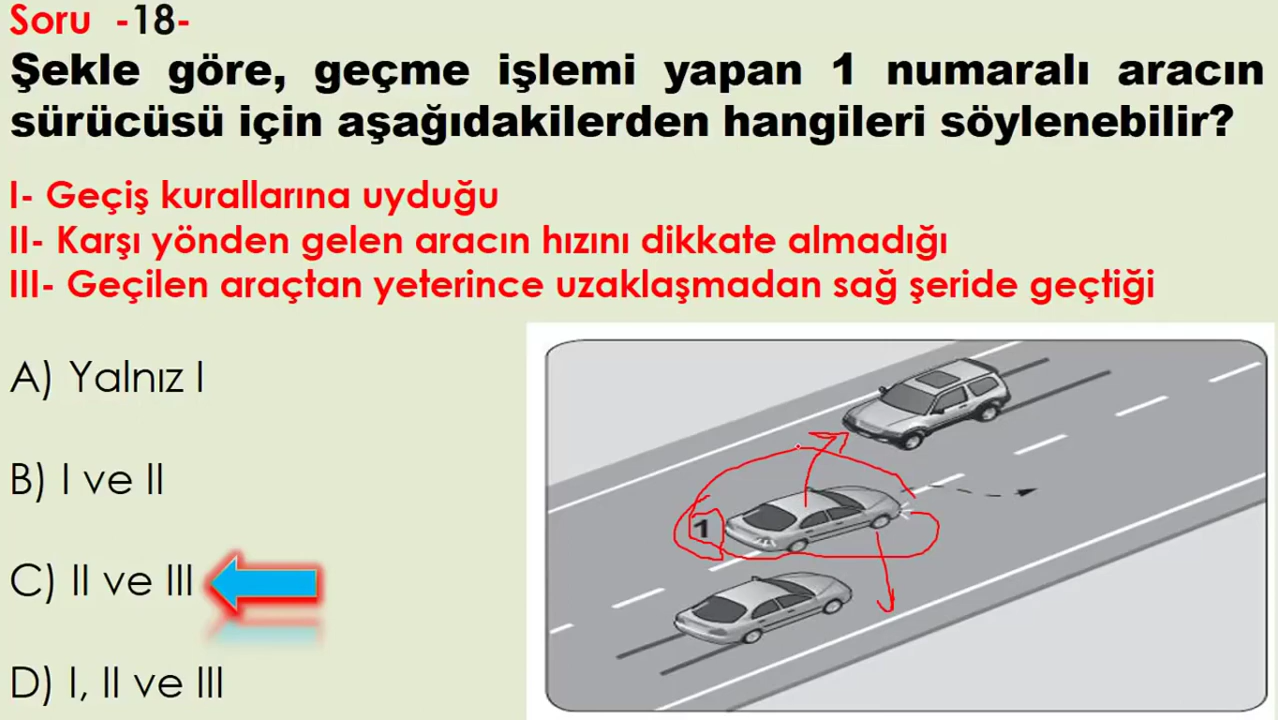 Soru -18-
Şekle göre, geçme işlemi yapan 1 numaralı aracın
sürücüsü için aşağıdakilerden hangileri söylenebilir?
I- Geçiş kurallarına uyduğu
II- Karşı yönden gelen aracın hızını dikkate almadığı
III- Geçilen araçtan yeterince uzaklaşmadan sağ şeride geçtiği
A) Yalnız I
B) I ve II
C) II ve III
D) I, II ve III
1